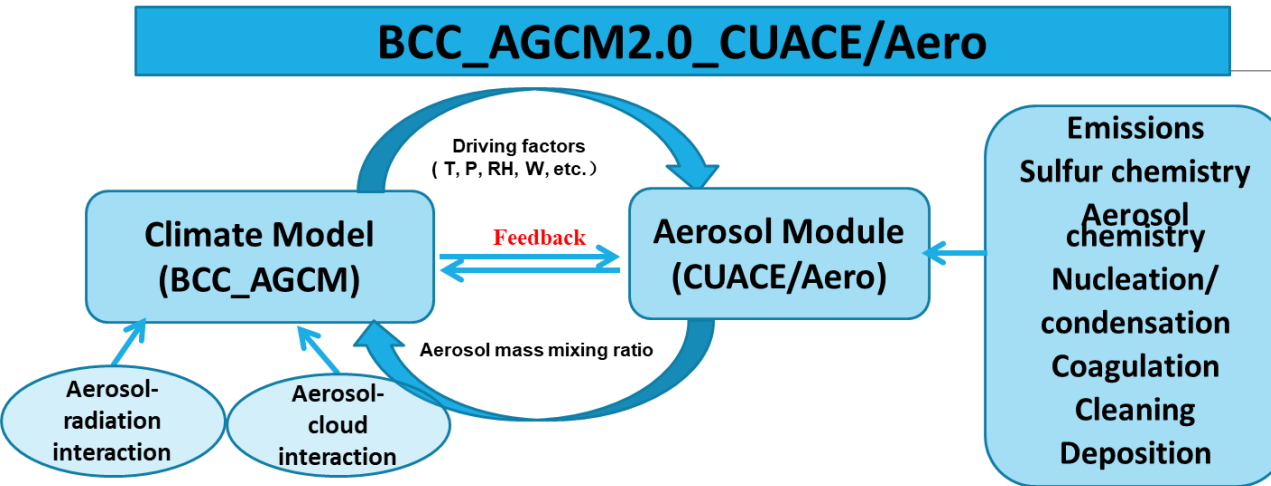 BCC_AGCM2.0_CUACE/Aero
Driving factors
( T, P, RH, W, etc.）
Climate Model
(BCC_AGCM)
Feedback
Aerosol Module
(CUACE/Aero)
Aerosol mass mixing ratio
Aerosol-
radiation
interaction
Aerosol-
cloud
interaction
Emissions
Sulfur chemistry
Aerosol
chemistry
Nucleation/
condensation
Coagulation
Cleaning
Deposition